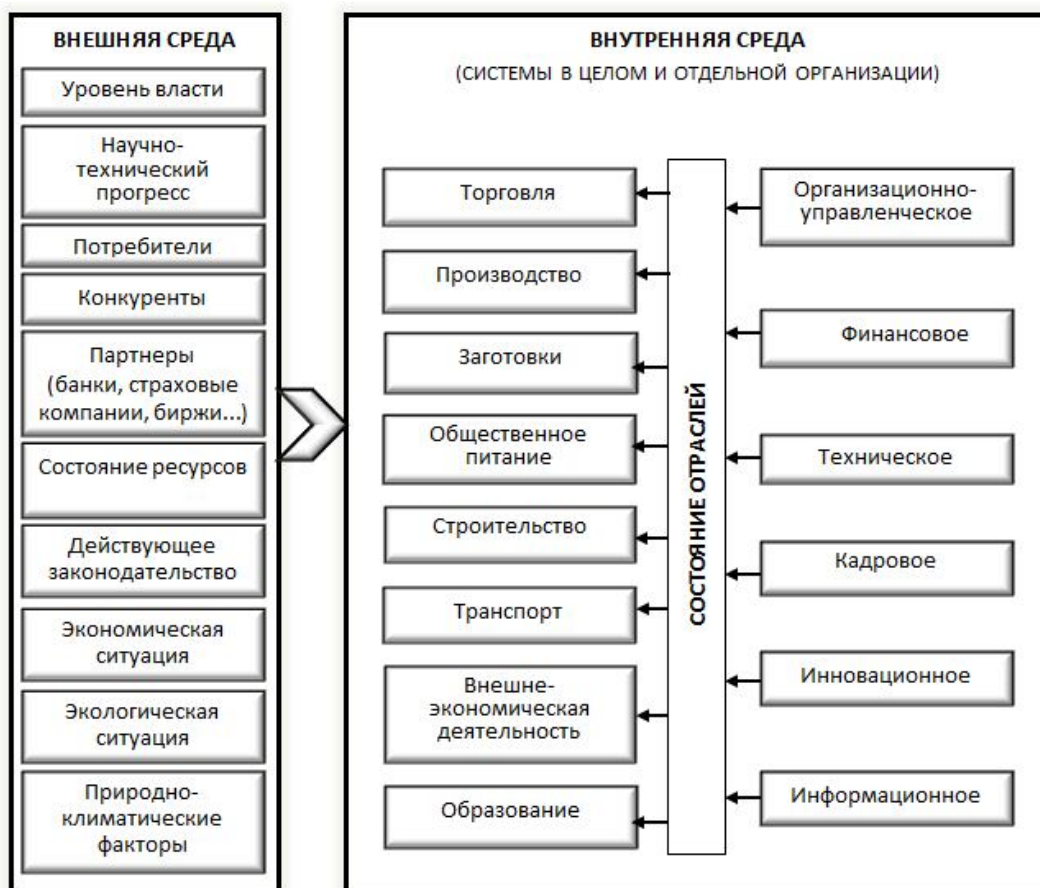 ВНЕШНЯЯ СРЕДА
Уровень власти
Научно-
технический
прогресс
Потребители
Конкуренты
Партнеры
(банки, страховые
компании, биржи...)
Состояние ресурсов
Действующее
законодательство
Экономическая
ситуация
Экологическая
ситуация
Природно-
климатические
факторы
ВНУТРЕННЯЯ СРЕДА
(СИСТЕМЫ В ЦЕЛОМ И ОТДЕЛЬНОЙ ОРГАНИЗАЦИИ)
Торговля
Производство
Заготовки
Общественное
питание
Строительство
Транспорт
Внешне-
экономическая
деятельность
Образование
СОСТОЯНИЕ ОТРАСЛЕЙ
Организационно-
управленческое
Финансовое
Техническое
Кадровое
Инновационное
Информационное